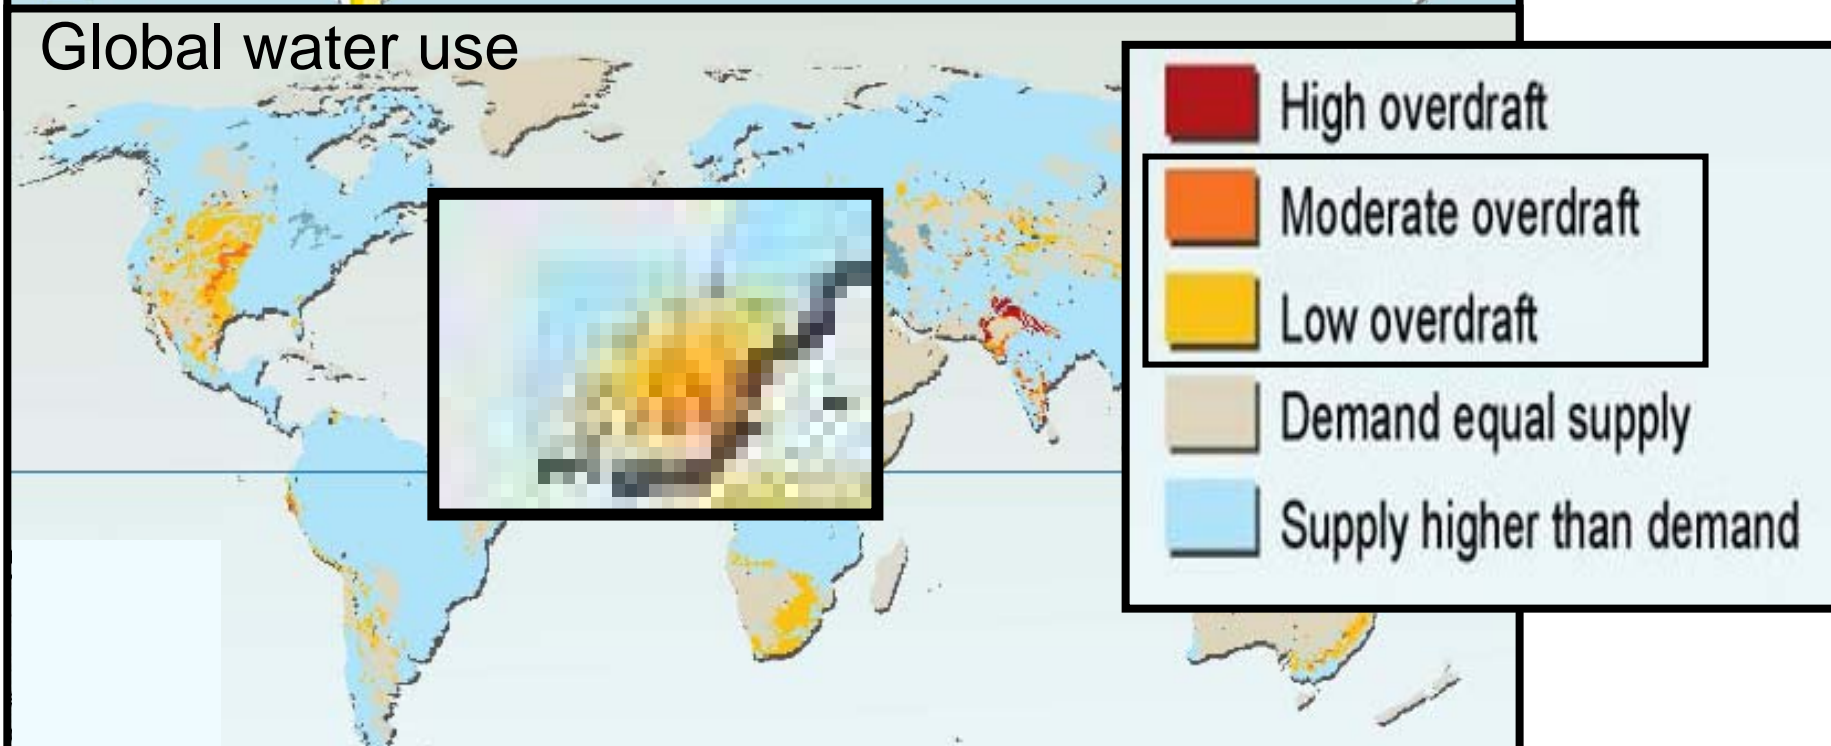 Global water use
High overdraft
Moderate overdraft
Low overdraft
Demand equal supply
Supply higher than demand